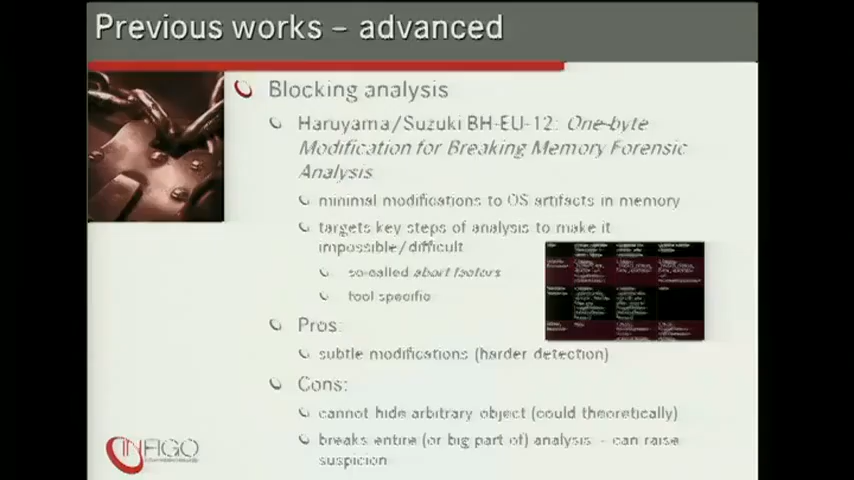 Previous works – advanced
Blocking analysis
Haruyama/Suzuki BH-EU-12: One-byte
Modification for Breaking Memory Forensic
Analysis
minimal modifications to OS artifacts in memory
targets key steps of analysis to make it
impossible/difficult
so-called abort factors
tool specific
Pros:
subtle modifications (harder detection)
Cons:
cannot hide arbitrary object (could theoretically)
breaks entire (or big part of) analysis – can raise
suspicion
INFIGO